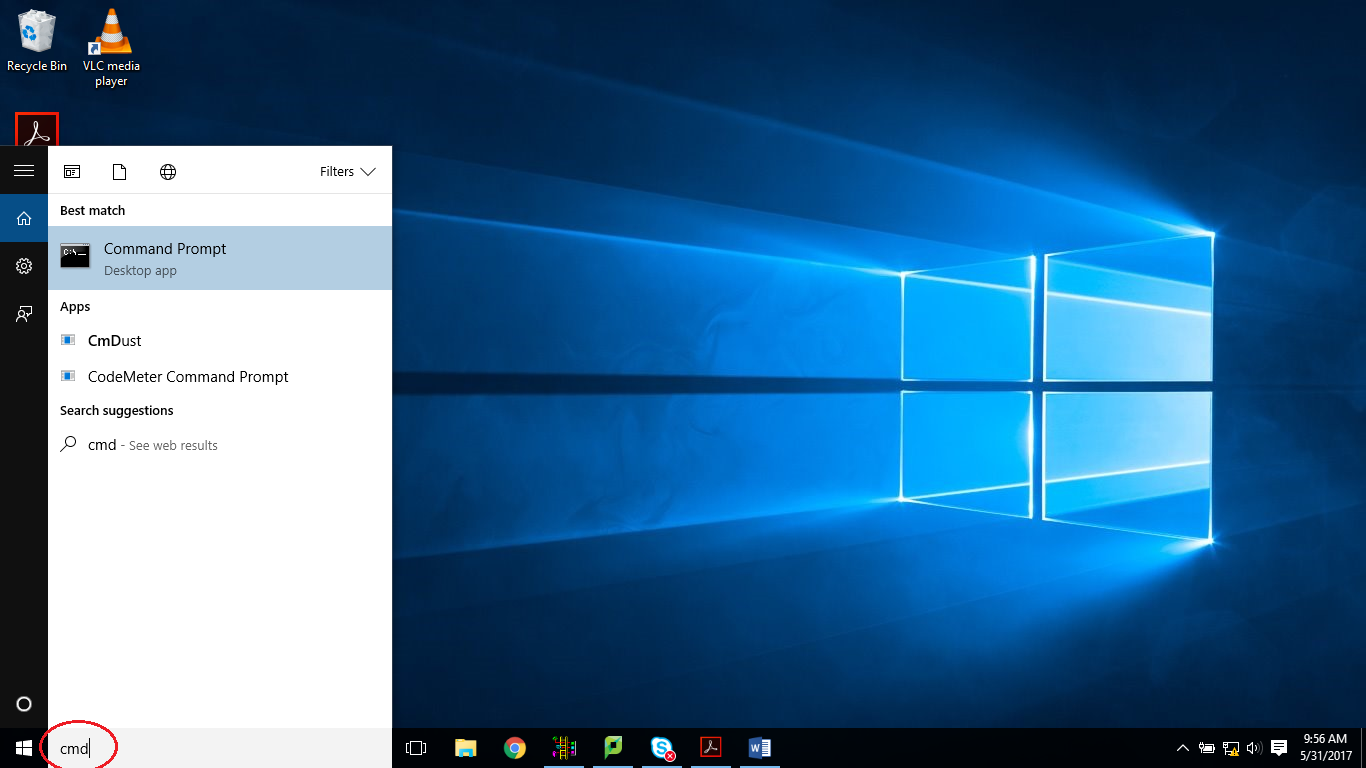 Recycle Bin
VLC media
player
Filters
Best match
C:\
Command Prompt
Desktop app
Apps
CmDust
CodeMeter Command Prompt
Search suggestions
cmd - See web results
cmd
9:56 AM
5/31/2017